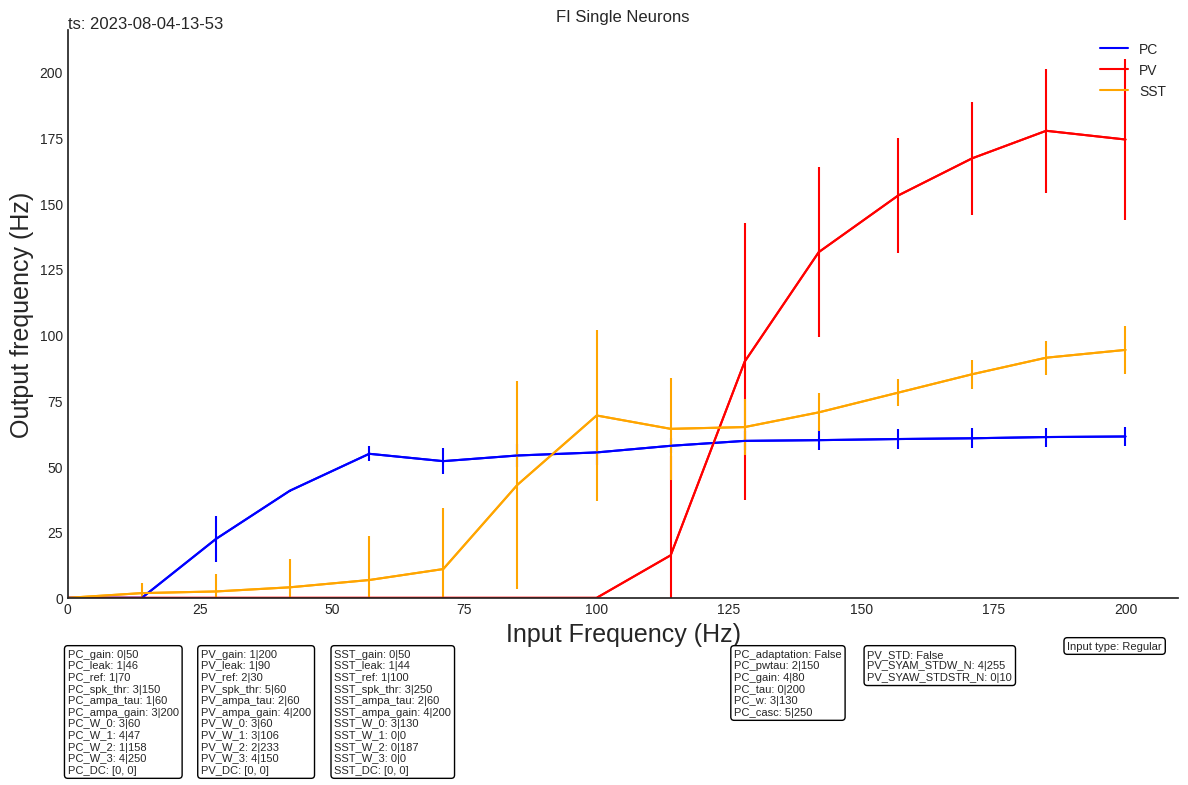 FI Single Neurons
ts: 2023-08-04-13-53
PC
PV
SST
200
175
150
125
100
75
50
25
0
Output frequency (Hz)
0 25 50 75 100 125 150 175 200
Input Frequency (Hz)
PC_gain: 0|50
PC_leak: 1|46
PC_ref: 1|70
PC_spk_thr: 3|150
PC_ampa_tau: 1|60
PC_ampa_gain: 3|200
PC_W_0: 3|60
PC_W_1: 4|47
PC_W_2: 1|158
PC_W_3: 4|250
PC_DC: [0, 0]
PV_gain: 1|200
PV_leak: 1|90
PV_ref: 2|30
PV_spk_thr: 5|60
PV_ampa_tau: 2|60
PV_ampa_gain: 4|200
PV_W_0: 3|60
PV_W_1: 3|106
PV_W_2: 2|233
PV_W_3: 4|150
PV_DC: [0, 0]
SST_gain: 0|50
SST_leak: 1|44
SST_ref: 1|100
SST_spk_thr: 3|250
SST_ampa_tau: 2|60
SST_ampa_gain: 4|200
SST_W_0: 3|130
SST_W_1: 0|0
SST_W_2: 0|187
SST_W_3: 0|0
SST_DC: [0, 0]
PC_adaptation: False
PC_pwtau: 2|150
PC_gain: 4|80
PC_tau: 0|200
PC_w: 3|130
PC_casc: 5|250
PV_STD: False
PV_SYAM_STDW_N: 4|255
PV_SYAW_STDSTR_N: 0|10
Input type: Regular